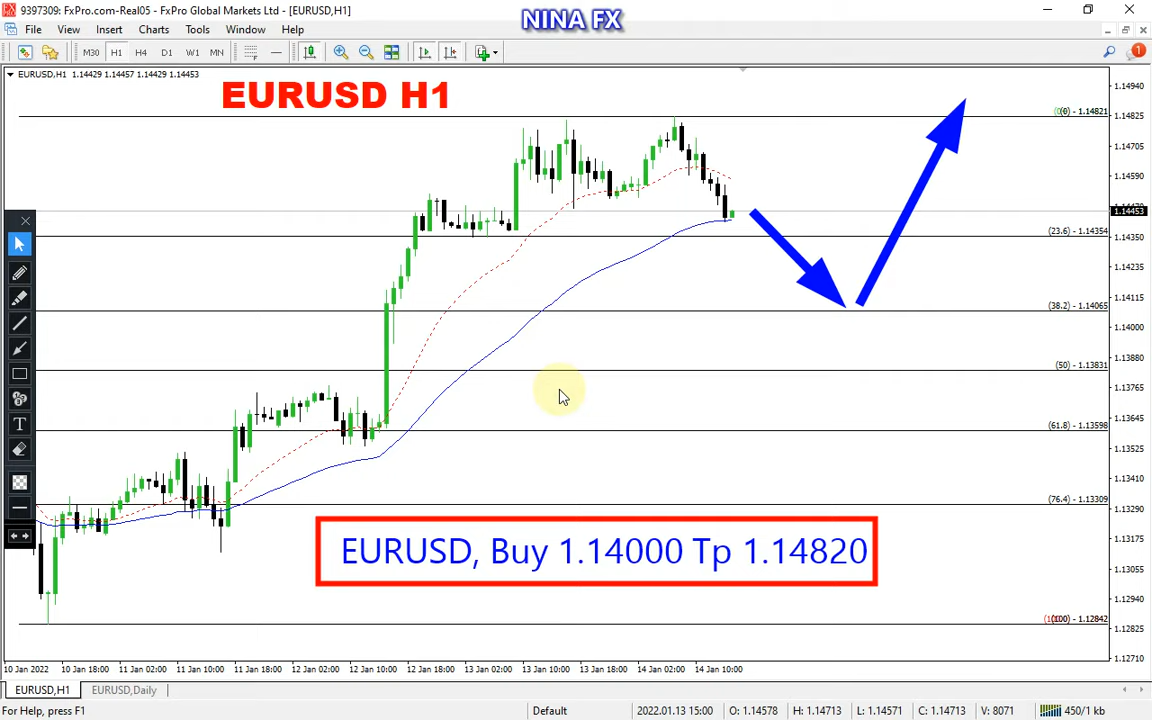 9397309: FxPro.com-Real05 - FxPro Global Markets Ltd - [EURUSD,H1]
NINA FX
File View Insert Charts Tools Window Help
M30 H1 H4 D1 W1 MN
1
EURUSD,H1 1.14429 1.14457 1.14429 1.14453
EURUSD H1
1.14940
(0) - 1.14821
1.14825
1.14705
1.14590
1.14453
(23.6) - 1.14354
1.14350
1.14235
1.14115
(38.2) - 1.14065
1.14000
1.13880
(50) - 1.13831
1.13765
1.13645
(61.8) - 1.13598
1.13525
1.13410
(76.4) - 1.13309
1.13290
1.13175
1.13055
1.12940
(100) - 1.12842
1.12825
1.12710
T
EURUSD, Buy 1.14000 Tp 1.14820
10 Jan 2022 10 Jan 18:00 11 Jan 02:00 11 Jan 10:00 11 Jan 18:00 12 Jan 02:00 12 Jan 10:00 12 Jan 18:00 13 Jan 02:00 13 Jan 10:00 13 Jan 18:00 14 Jan 02:00 14 Jan 10:00
EURUSD,H1 EURUSD,Daily
For Help, press F1 Default 2022.01.13 15:00 O: 1.14578 H: 1.14713 L: 1.14571 C: 1.14713 V: 8071 450/1 kb